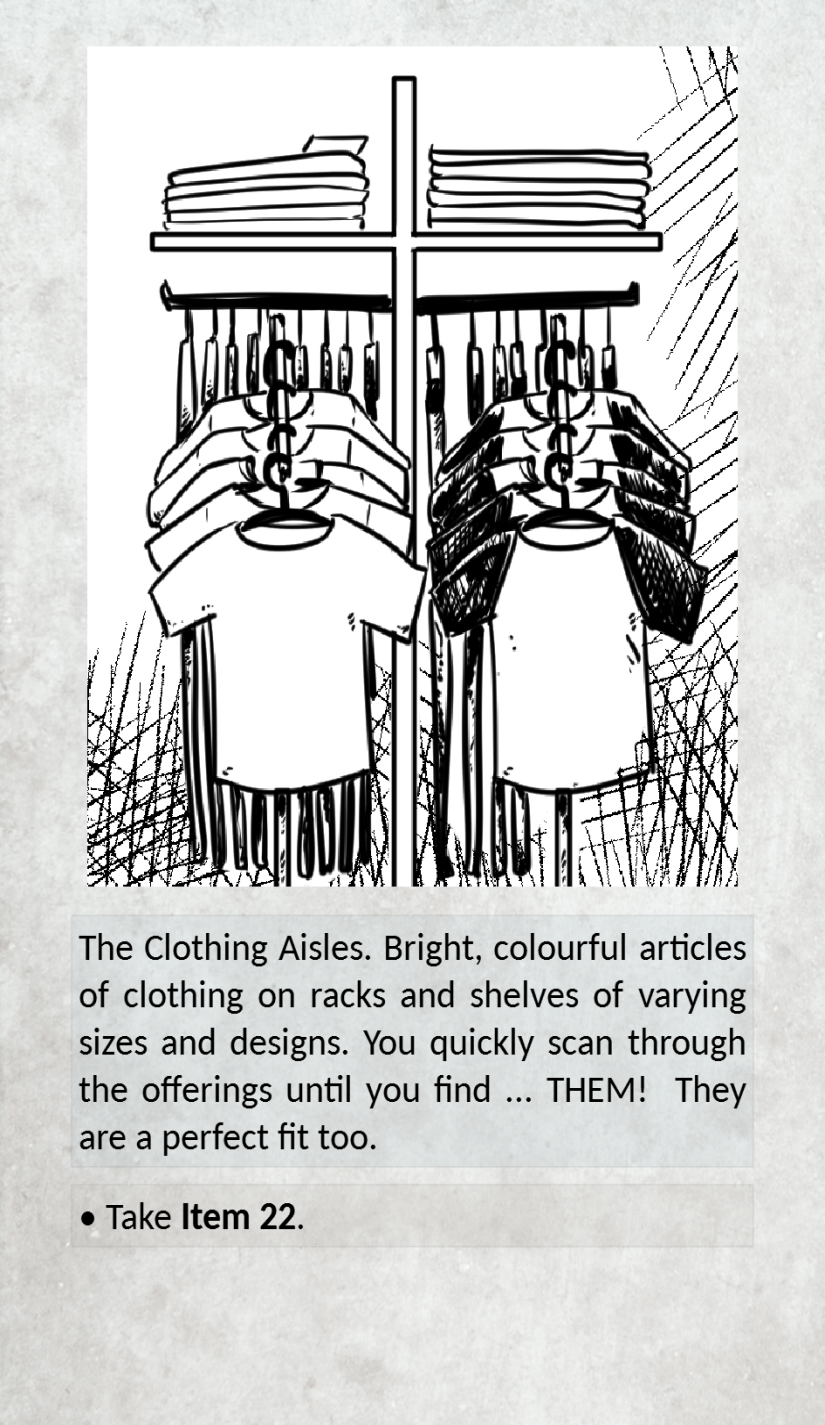 The Clothing Aisles. Bright, colourful articles
of clothing on racks and shelves of varying
sizes and designs. You quickly scan through
the offerings until you find ... THEM!  They
are a perfect fit too.
• Take Item 22.